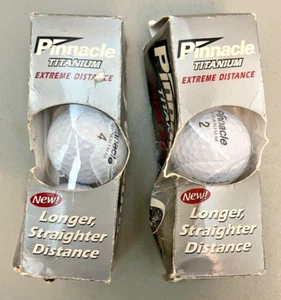 Pinnacle
TITANIUM
EXTREME DISTANCE
4
New!
Longer,
Straighter
Distance
Pinnacle
TITANIUM
EXTREME DISTANCE
Pinnacle
2
New!
Longer,
Straighter
Distance